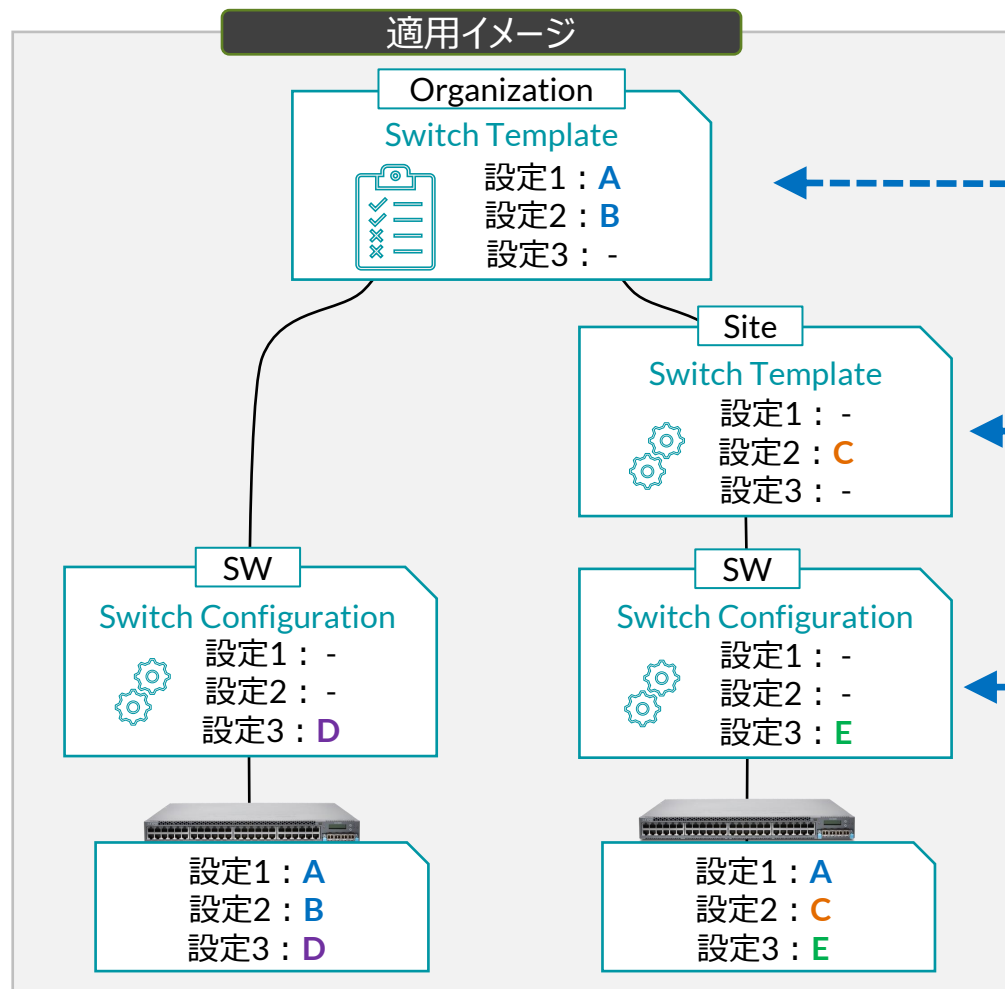 適用イメージ
Organization
Switch Template
設定1：A
設定2：B
設定3： -
Site
Switch Template
設定1： -
設定2：C
設定3： -
SW
Switch Configuration
設定1： -
設定2： -
設定3：D
SW
Switch Configuration
設定1： -
設定2： -
設定3：E
設定1：A
設定2：B
設定3：D
設定1：A
設定2：C
設定3：E